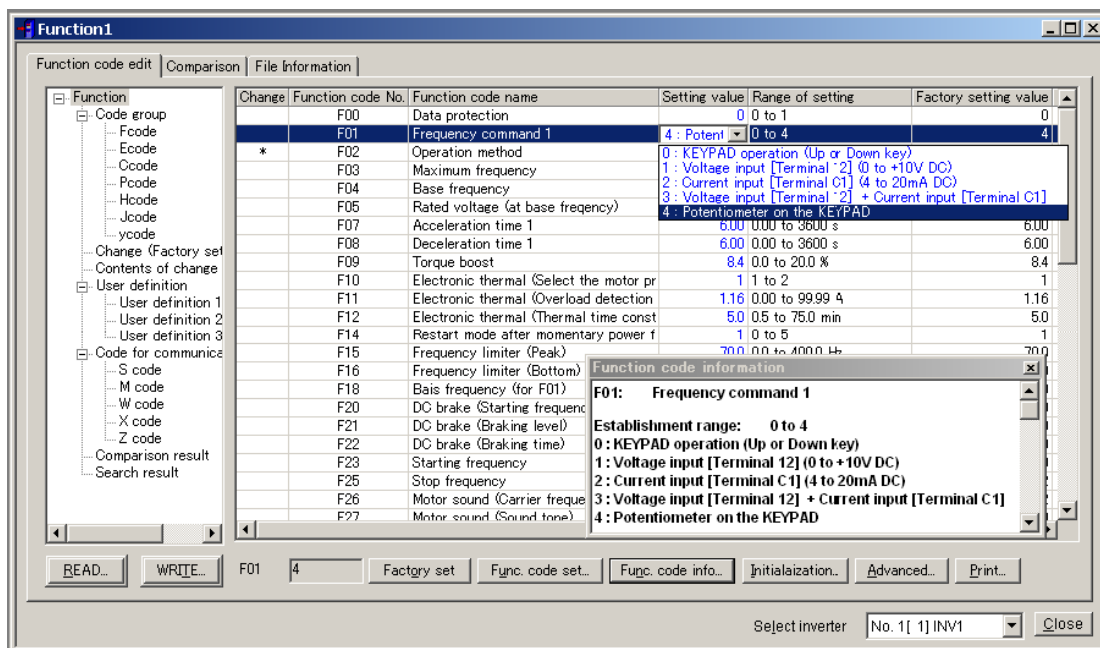 Function1
Function code edit Comparison File Information
Function
Code group
Fcode
Ecode
Ccode
Pcode
Hcode
Jcode
ycode
Change (Factory set
Contents of change
User definition
User definition 1
User definition 2
User definition 3
Code for communica
S code
M code
W code
X code
Z code
Comparison result
Search result
Change Function code No. Function code name Setting value Range of setting Factory setting value
F00 Data protection 0 0 to 1 0
F01 Frequency command 1 4 : Potent 0 to 4 4
* F02 Operation method
F03 Maximum frequency
F04 Base frequency
F05 Rated voltage (at base freqency)
0 : KEYPAD operation (Up or Down key)
1 : Voltage input [Terminal 12] (0 to +10V DC)
2 : Current input [Terminal C1] (4 to 20mA DC)
3 : Voltage input [Terminal 12] + Current input [Terminal C1]
4 : Potentiometer on the KEYPAD
F07 Acceleration time 1 6.00 0.00 to 3600 s 6.00
F08 Deceleration time 1 6.00 0.00 to 3600 s 6.00
F09 Torque boost 8.4 0.0 to 20.0 % 8.4
F10 Electronic thermal (Select the motor pr 1 1 to 2 1
F11 Electronic thermal (Overload detection 1.16 0.00 to 99.99 A 1.16
F12 Electronic thermal (Thermal time const 5.0 0.5 to 75.0 min 5.0
F14 Restart mode after momentary power f 1 0 to 5 1
F15 Frequency limiter (Peak) 70.0 0.0 to 400.0 Hz 70.0
F16 Frequency limiter (Bottom)
F18 Bais frequency (for F01)
F20 DC brake (Starting frequenc
F21 DC brake (Braking level)
F22 DC brake (Braking time)
F23 Starting frequency
F25 Stop frequency
F26 Motor sound (Carrier freque
F27 Motor sound (Sound tone)
Function code information
F01: Frequency command 1
Establishment range: 0 to 4
0 : KEYPAD operation (Up or Down key)
1 : Voltage input [Terminal 12] (0 to +10V DC)
2 : Current input [Terminal C1] (4 to 20mA DC)
3 : Voltage input [Terminal 12] + Current input [Terminal C1]
4 : Potentiometer on the KEYPAD
READ... WRITE... F01 4 Factory set Func. code set... Func. code info... Initialaization.. Advanced... Print...
Select inverter No. 1[ 1] INV1 Close